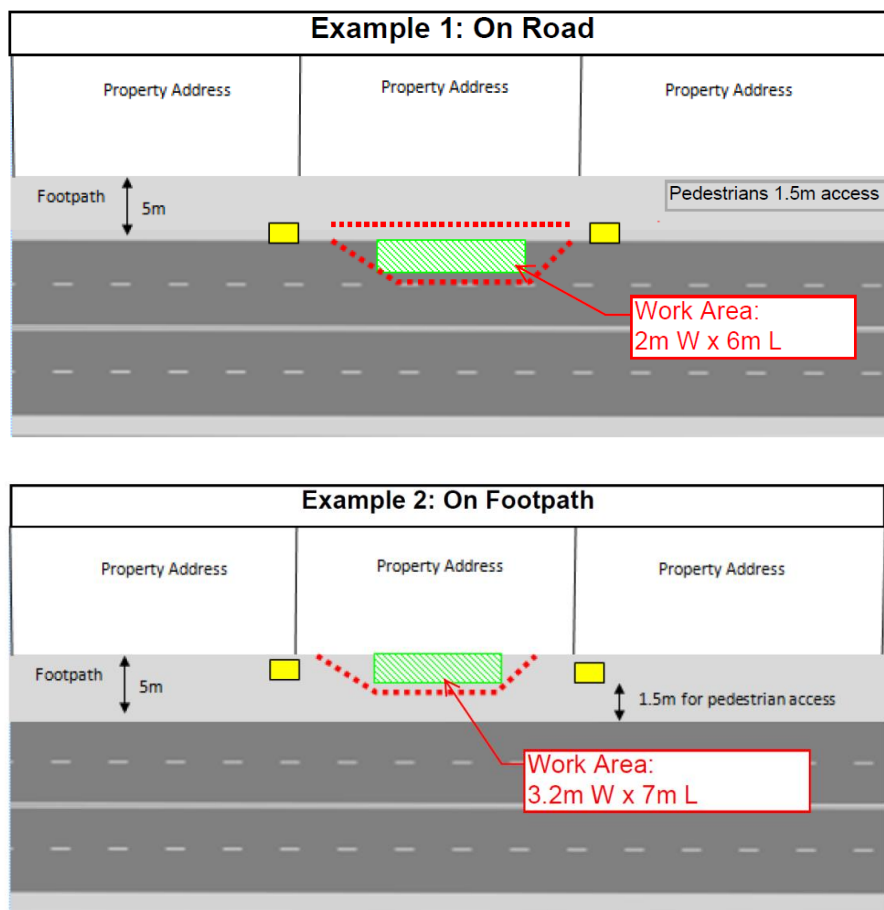 Example 1: On Road
Property Address
Property Address
Property Address
Footpath
5m
Pedestrians 1.5m access
Work Area:
2m W x 6m L
Example 2: On Footpath
Property Address
Property Address
Property Address
Footpath
5m
1.5m for pedestrian access
Work Area:
3.2m W x 7m L